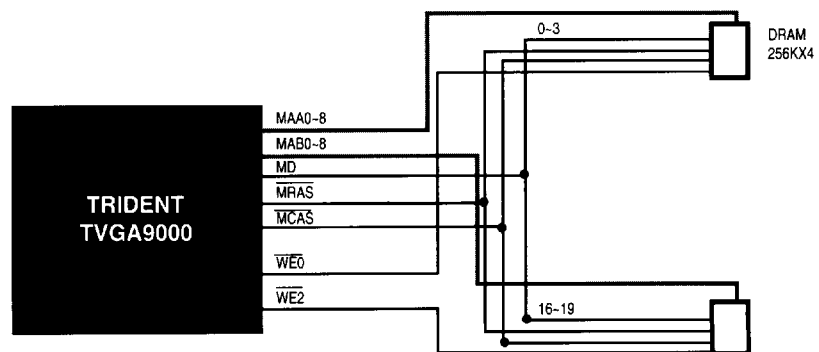 0~3
DRAM
256KX4
MAA0~8
MAB0~8
MD
MRAS
MCAS
TRIDENT
TVGA9000
WE0
WE2
16~19